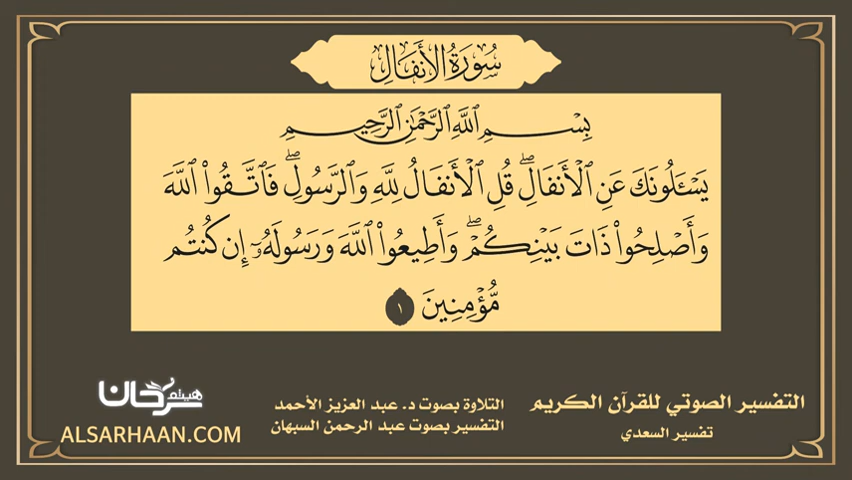 سُورَةُ الأَنفَالِ
بِسْمِ ٱللَّهِ ٱلرَّحْمَٰنِ ٱلرَّحِيمِ
يَسْـَٔلُونَكَ عَنِ ٱلْأَنفَالِۖ قُلِ ٱلْأَنفَالُ لِلَّهِ وَٱلرَّسُولِۖ فَٱتَّقُوا۟ ٱللَّهَ
وَأَصْلِحُوا۟ ذَاتَ بَيْنِكُمْۖ وَأَطِيعُوا۟ ٱللَّهَ وَرَسُولَهُۥٓ إِن كُنتُم
مُّؤْمِنِينَ ١
التفسير الصوتي للقرآن الكريم
تفسير السعدي
التلاوة بصوت د. عبد العزيز الأحمد
التفسير بصوت عبد الرحمن السبهان
هيثم سرحان
ALSARHAAN.COM